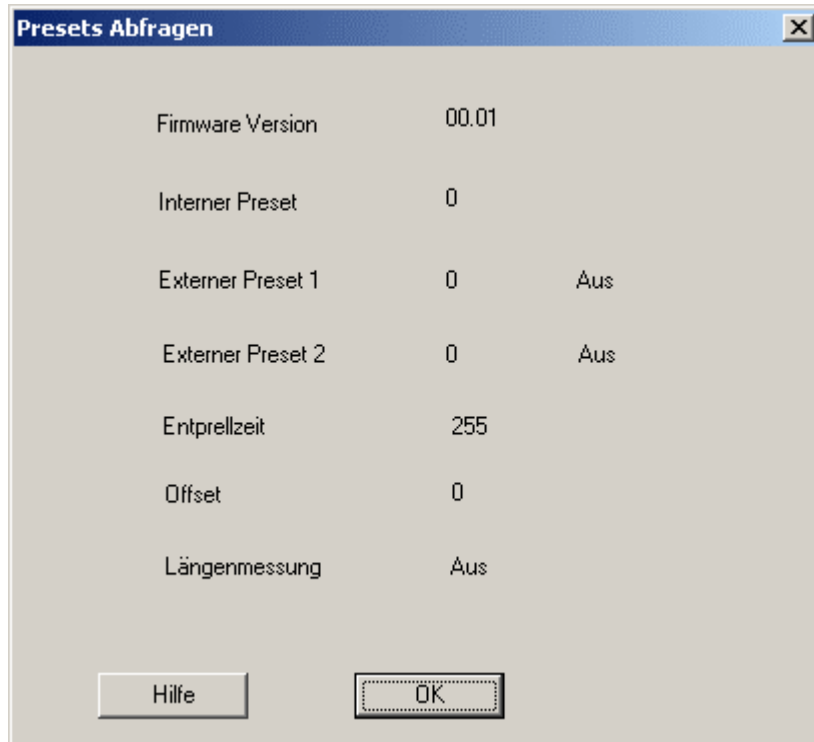 Presets Abfragen
Firmware Version 00.01
Interner Preset 0
Externer Preset 1 0 Aus
Externer Preset 2 0 Aus
Entprellzeit 255
Offset 0
Längenmessung Aus
Hilfe OK